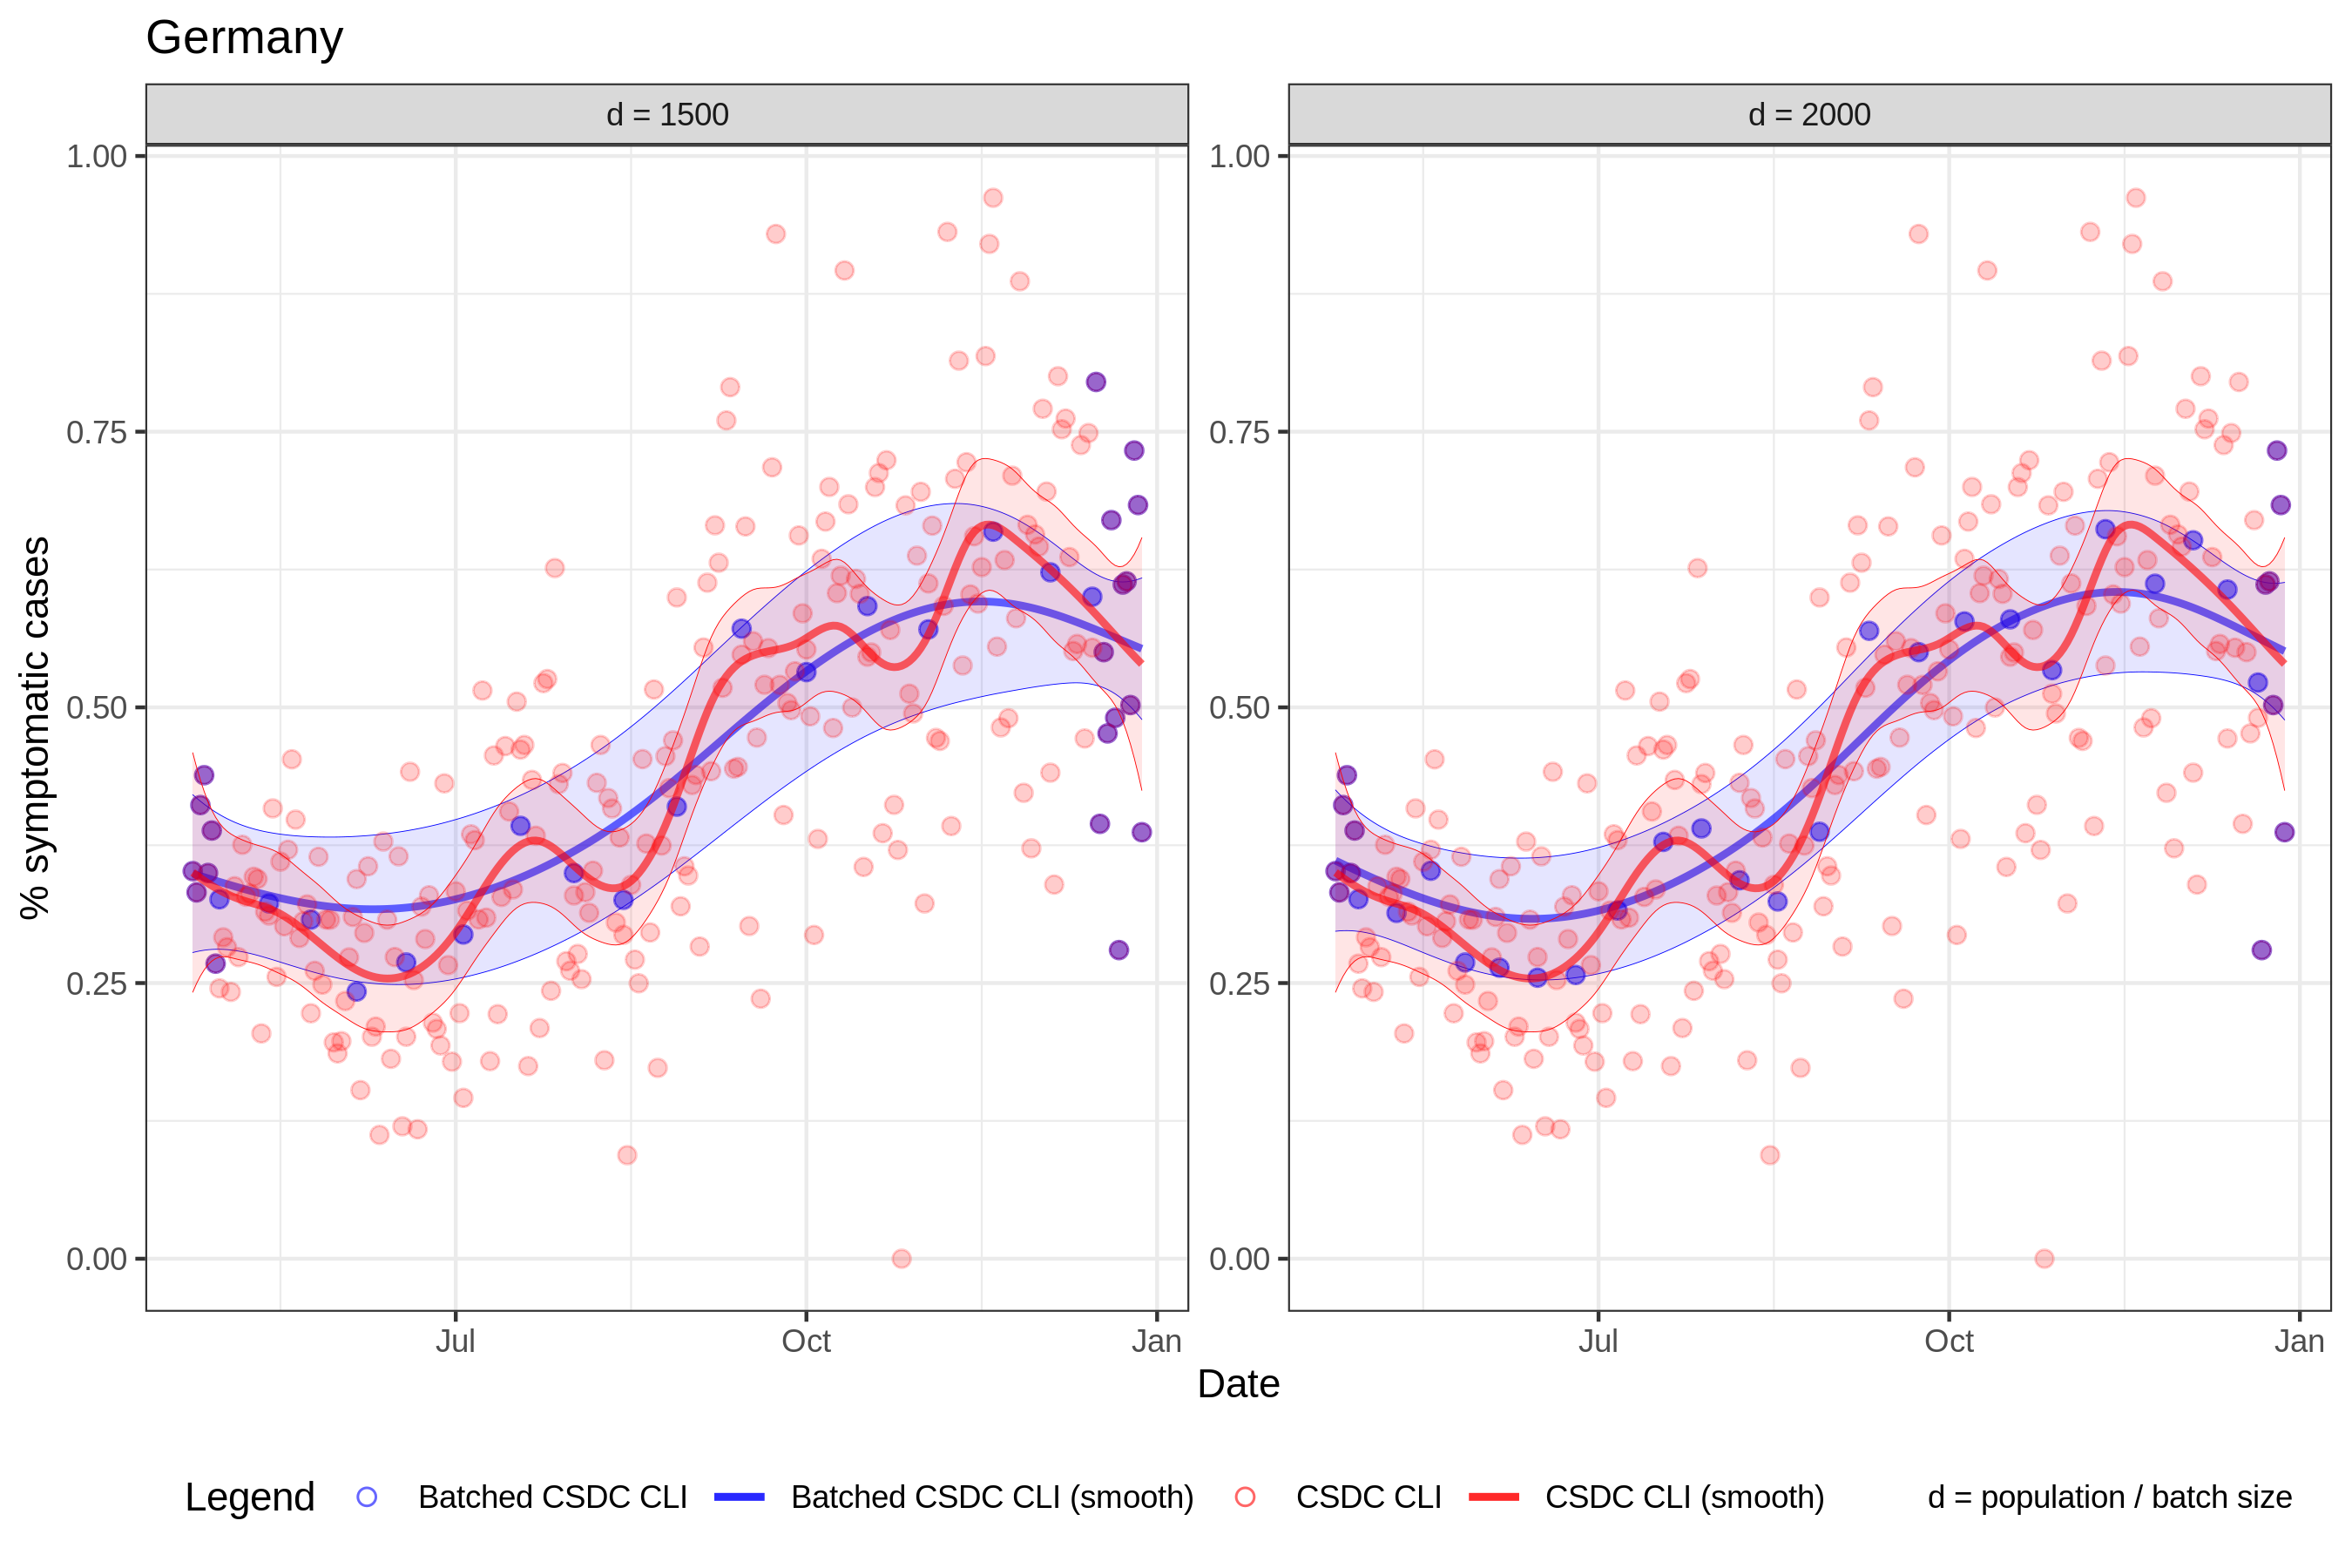 Germany
d = 1500
d = 2000
% symptomatic cases
1.00
0.75
0.50
0.25
0.00
1.00
0.75
0.50
0.25
0.00
Jul
Oct
Jan
Jul
Oct
Jan
Date
Legend
Batched CSDC CLI
Batched CSDC CLI (smooth)
CSDC CLI
CSDC CLI (smooth)
d = population / batch size